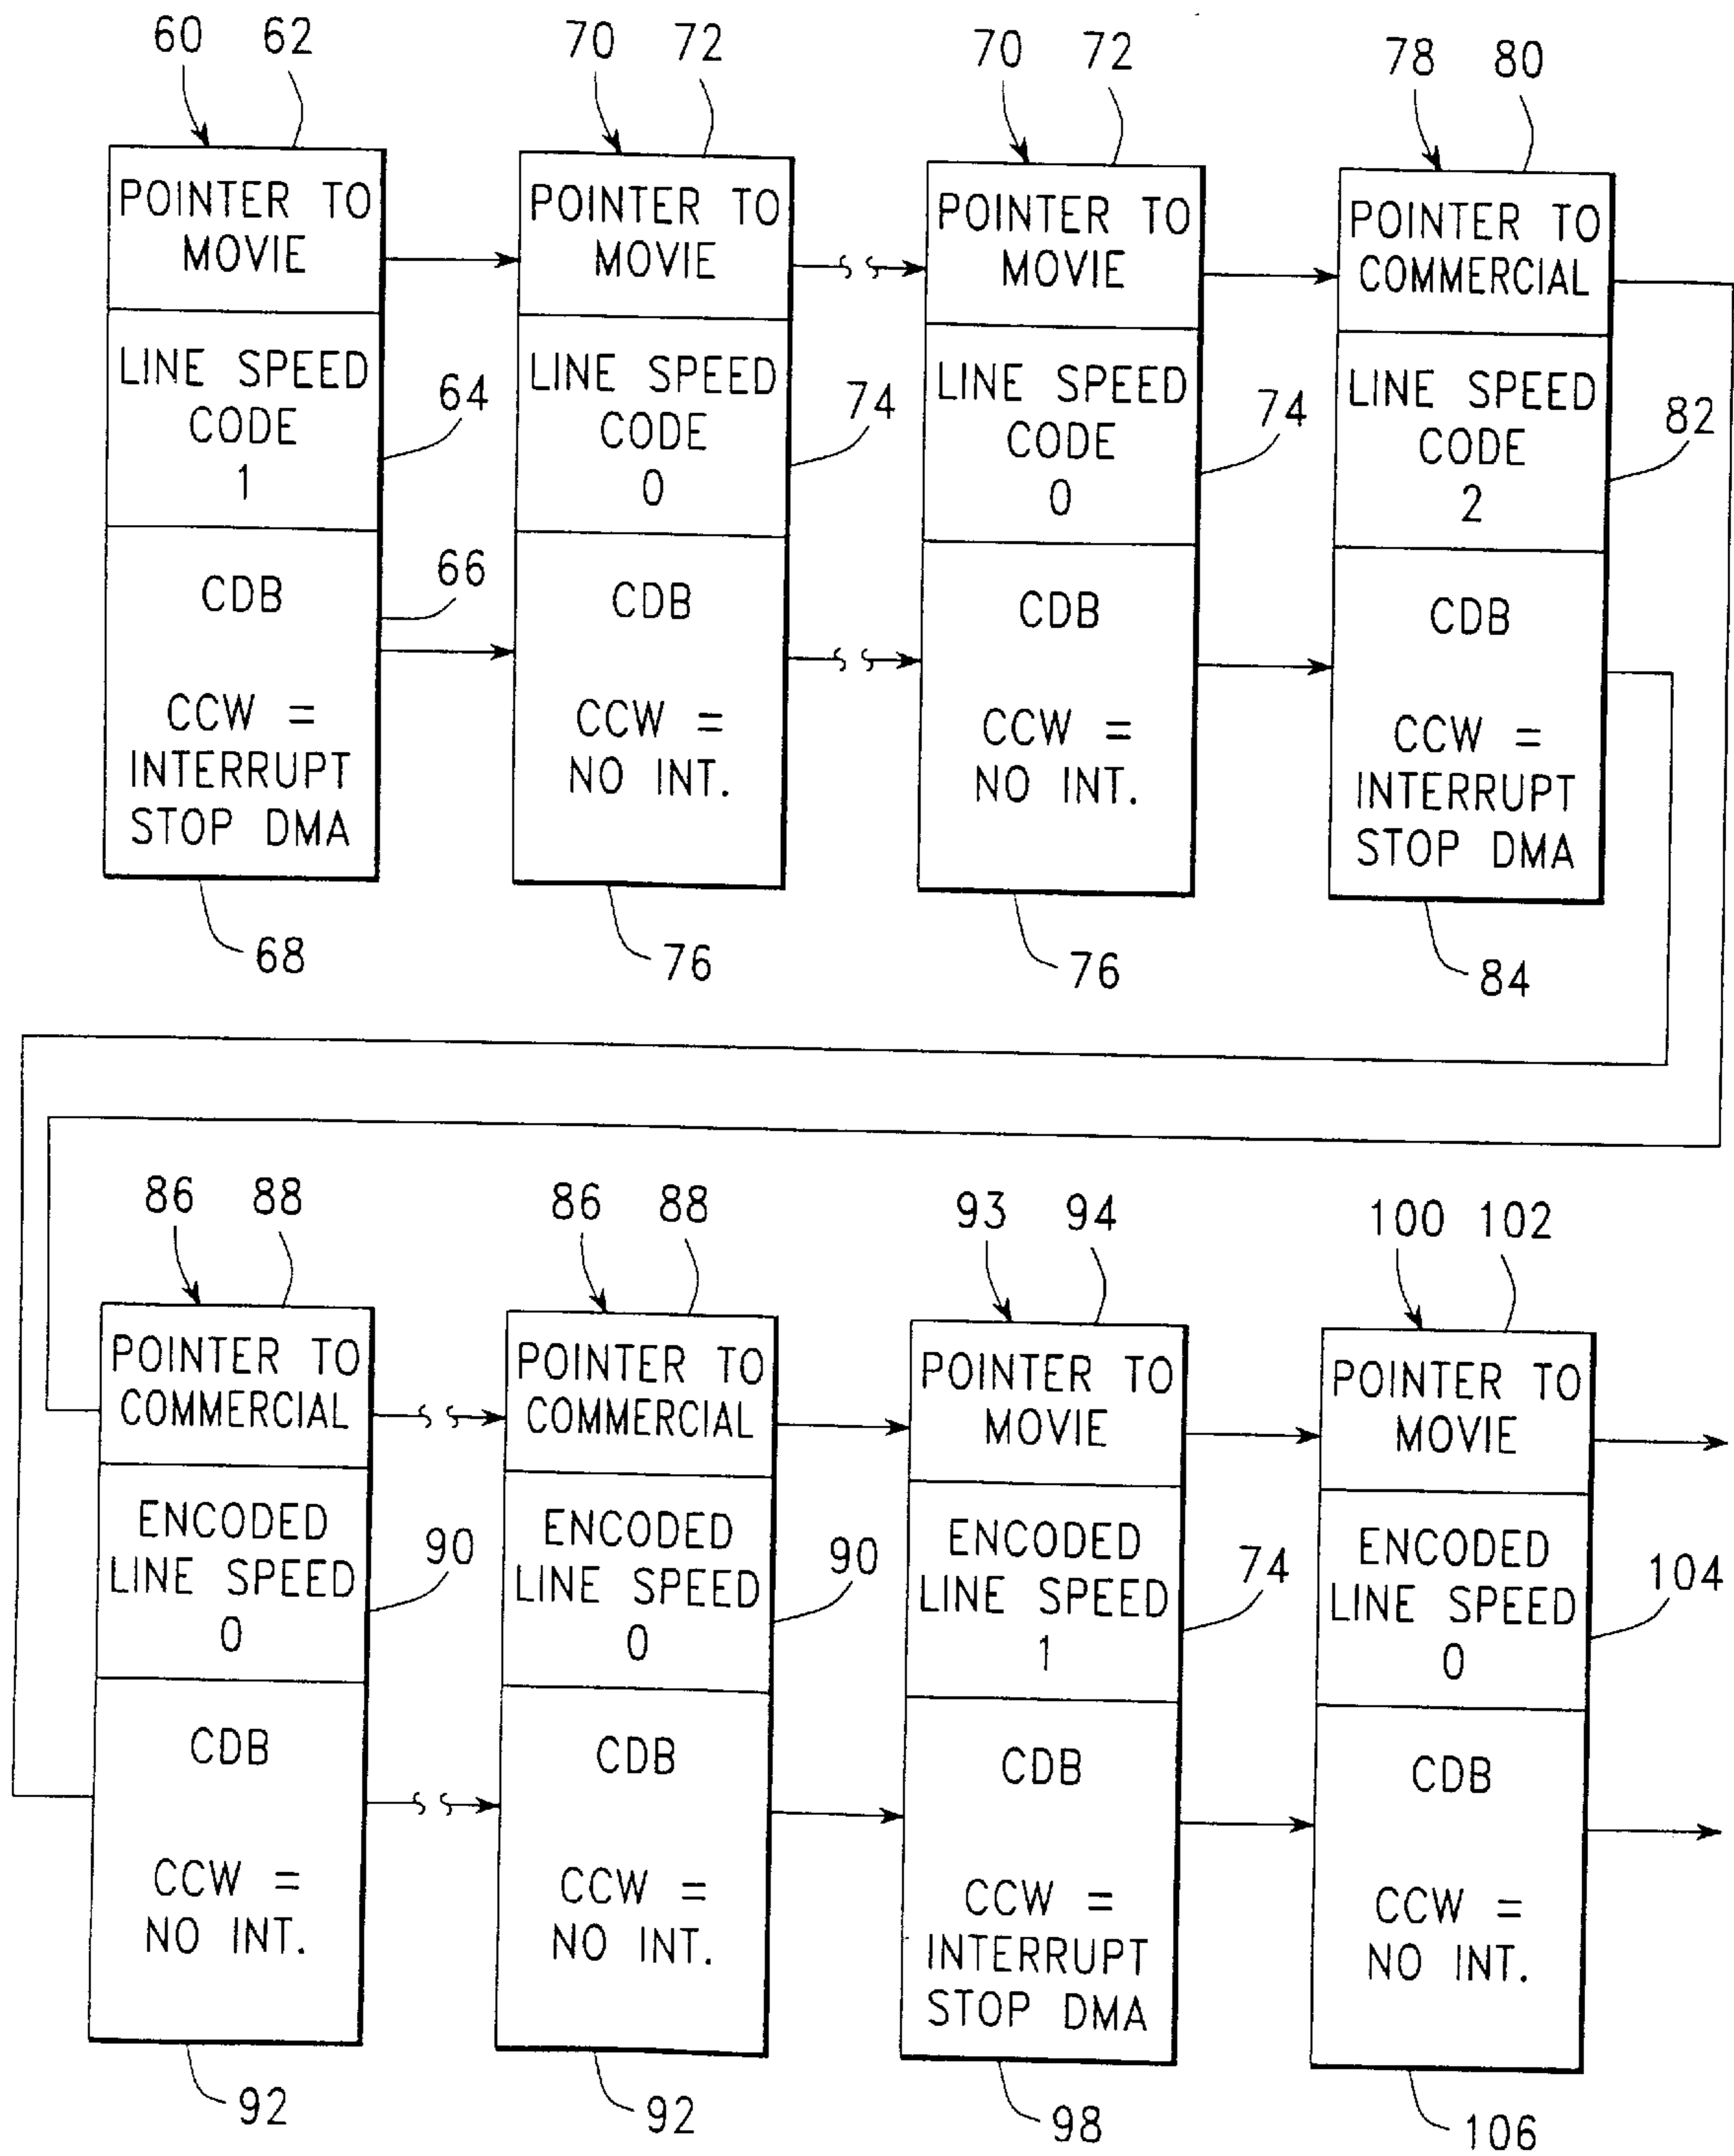 60 62 70 72 70 72 78 80
POINTER TO
MOVIE
LINE SPEED
CODE
1
64
CDB
66
CCW =
INTERRUPT
STOP DMA
68
POINTER TO
MOVIE
LINE SPEED
CODE
0
74
CDB
CCW =
NO INT.
76
POINTER TO
MOVIE
LINE SPEED
CODE
0
74
CDB
CCW =
NO INT.
76
POINTER TO
COMMERCIAL
LINE SPEED
CODE
2
82
CDB
CCW =
INTERRUPT
STOP DMA
84
86 88 86 88 93 94 100 102
POINTER TO
COMMERCIAL
ENCODED
LINE SPEED
0
90
CDB
CCW =
NO INT.
92
POINTER TO
COMMERCIAL
ENCODED
LINE SPEED
0
90
CDB
CCW =
NO INT.
92
POINTER TO
MOVIE
ENCODED
LINE SPEED
1
74
CDB
CCW =
INTERRUPT
STOP DMA
98
POINTER TO
MOVIE
ENCODED
LINE SPEED
0
104
CDB
CCW =
NO INT.
106